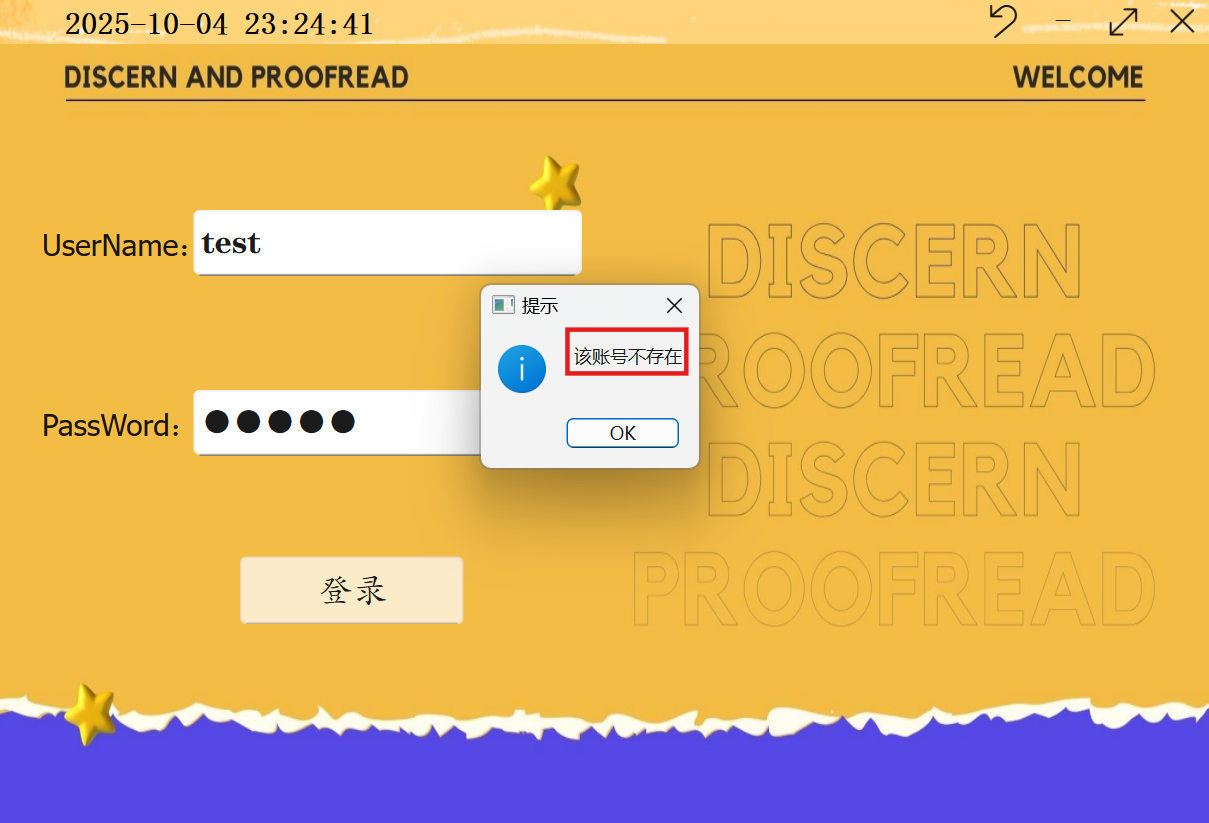 2025-10-04 23:24:41
DISCERN AND PROOFREAD
WELCOME
UserName：
test
DISCERN
提示
该账号不存在
PROOFREAD
PassWord：
●●●●●
OK
DISCERN
PROOFREAD
登录